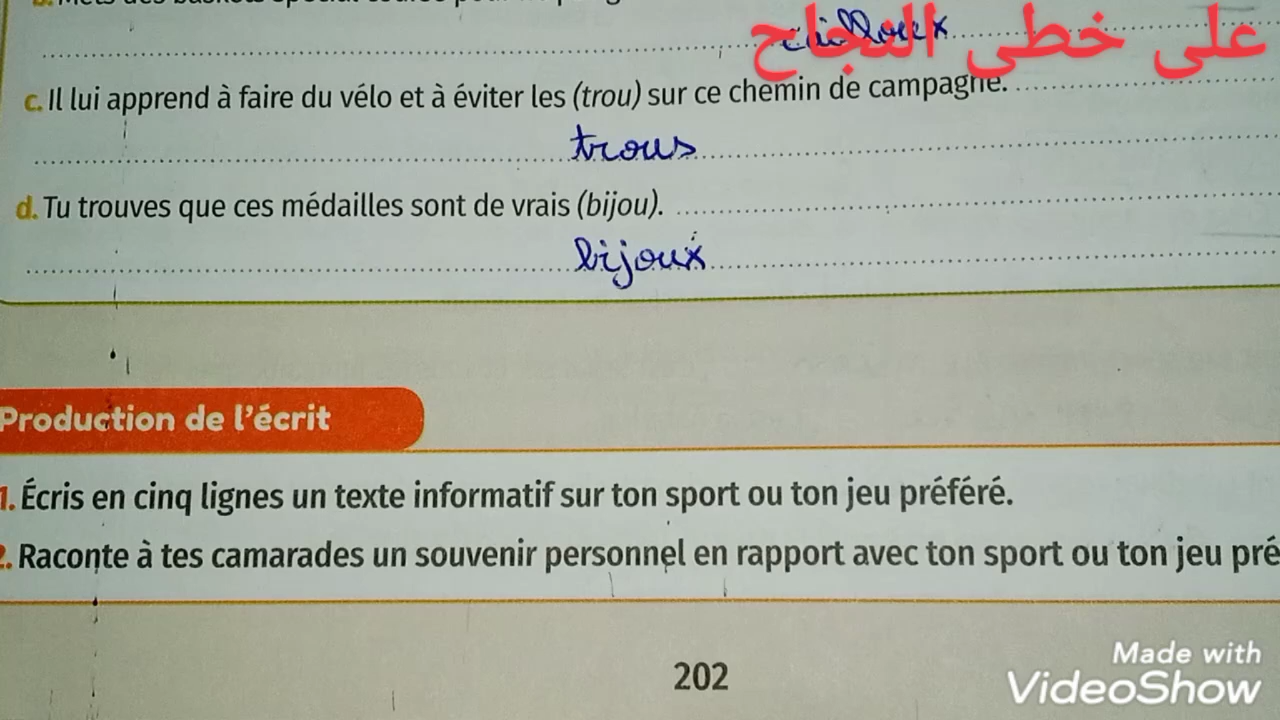 على خطى النجاح
cailloux
c. Il lui apprend à faire du vélo et à éviter les (trou) sur ce chemin de campagne.
trous
d. Tu trouves que ces médailles sont de vrais (bijou).
bijoux
Production de l'écrit
1. Écris en cinq lignes un texte informatif sur ton sport ou ton jeu préféré.
2. Raconte à tes camarades un souvenir personnel en rapport avec ton sport ou ton jeu pré
202
Made with
VideoShow